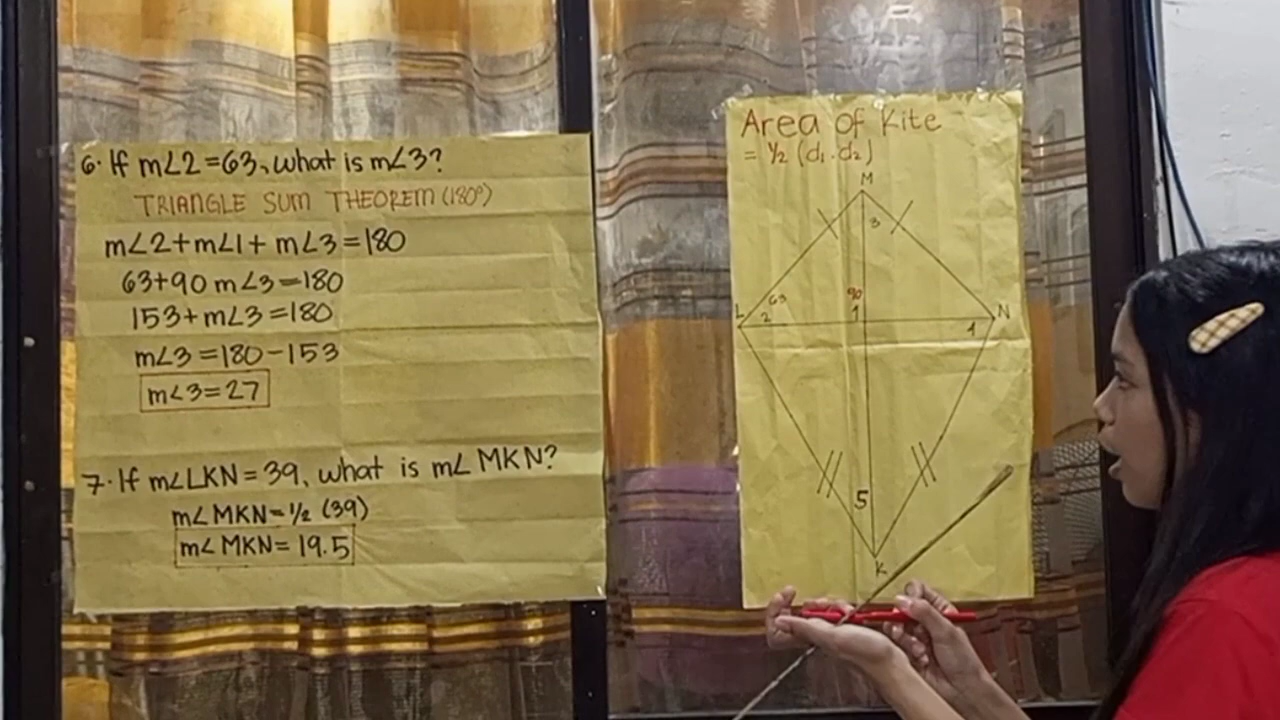 6. If m∠2=63, what is m∠3?
TRIANGLE SUM THEOREM (180°)
m∠2+m∠1+ m∠3=180
63+90 m∠3=180
153+m∠3=180
m∠3=180-153
m∠3=27
7. If m∠LKN=39, what is m∠ MKN?
m∠MKN=1/2 (39)
m∠ MKN= 19.5
Area of Kite
= 1/2 (d₁·d₂)
M
3
L
63
2
90
1
4
N
5
K